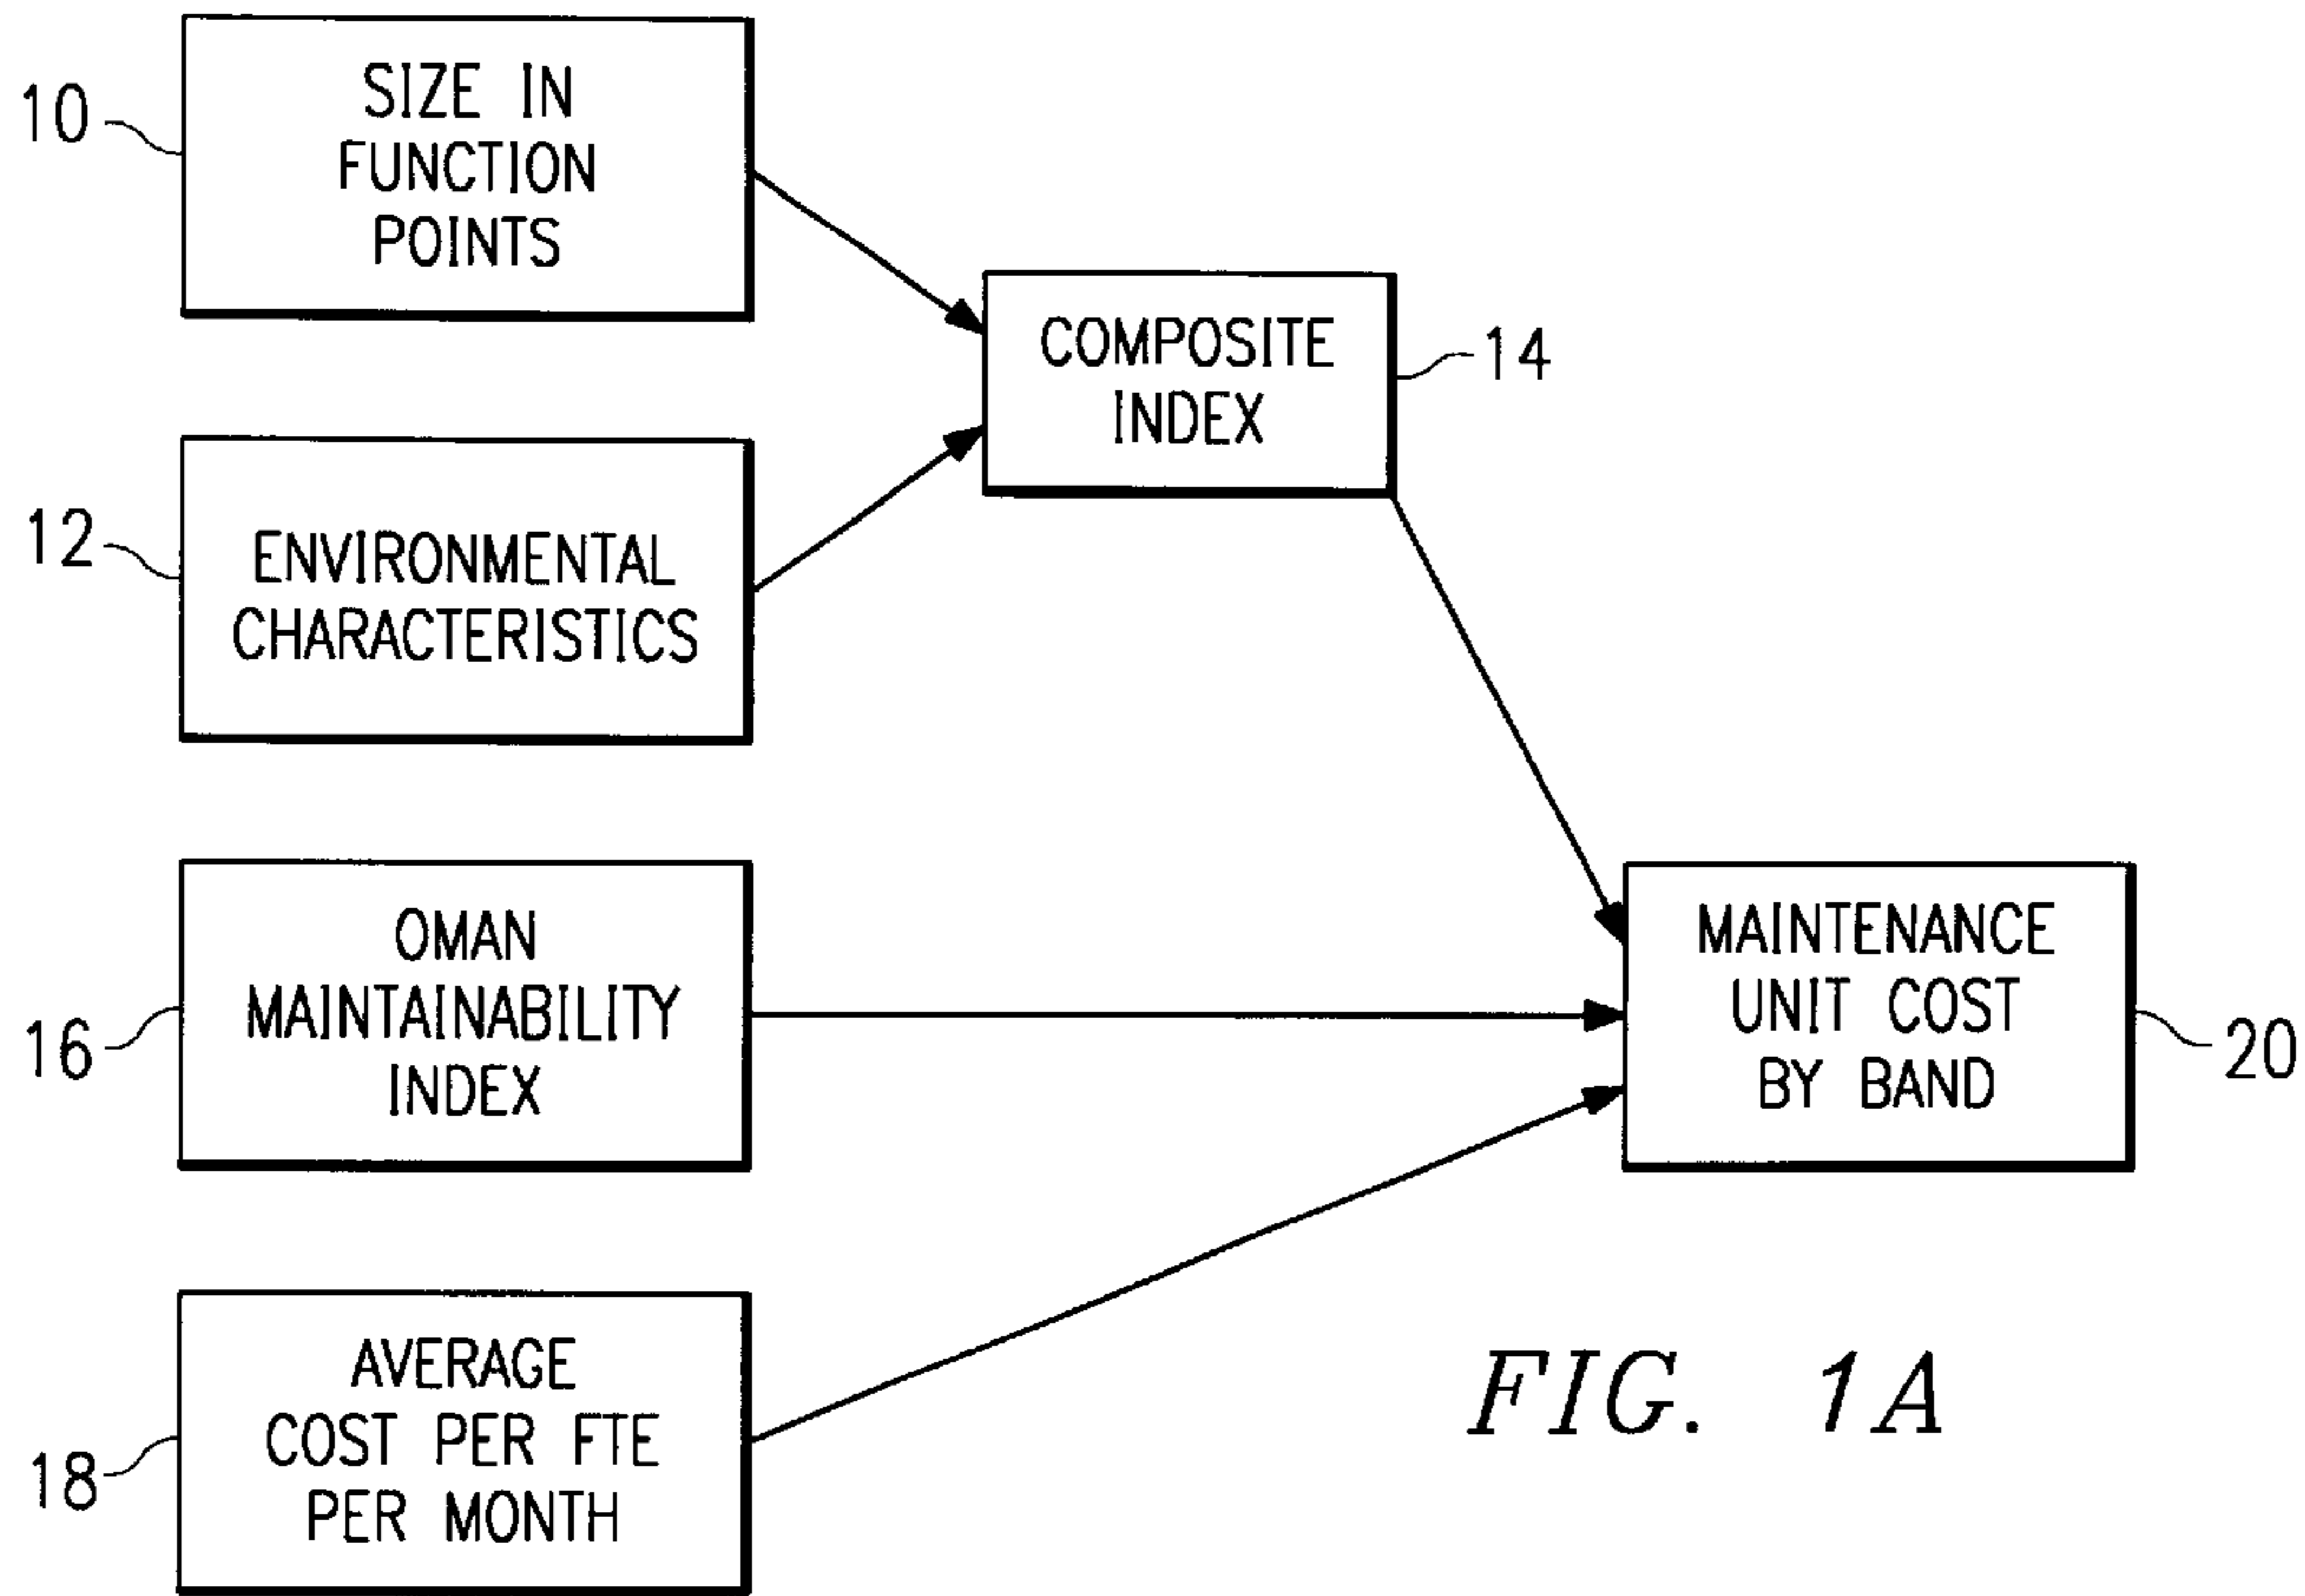 10
SIZE IN
FUNCTION
POINTS
COMPOSITE
INDEX
14
12
ENVIRONMENTAL
CHARACTERISTICS
16
OMAN
MAINTAINABILITY
INDEX
MAINTENANCE
UNIT COST
BY BAND
20
18
AVERAGE
COST PER FTE
PER MONTH
FIG. 1A